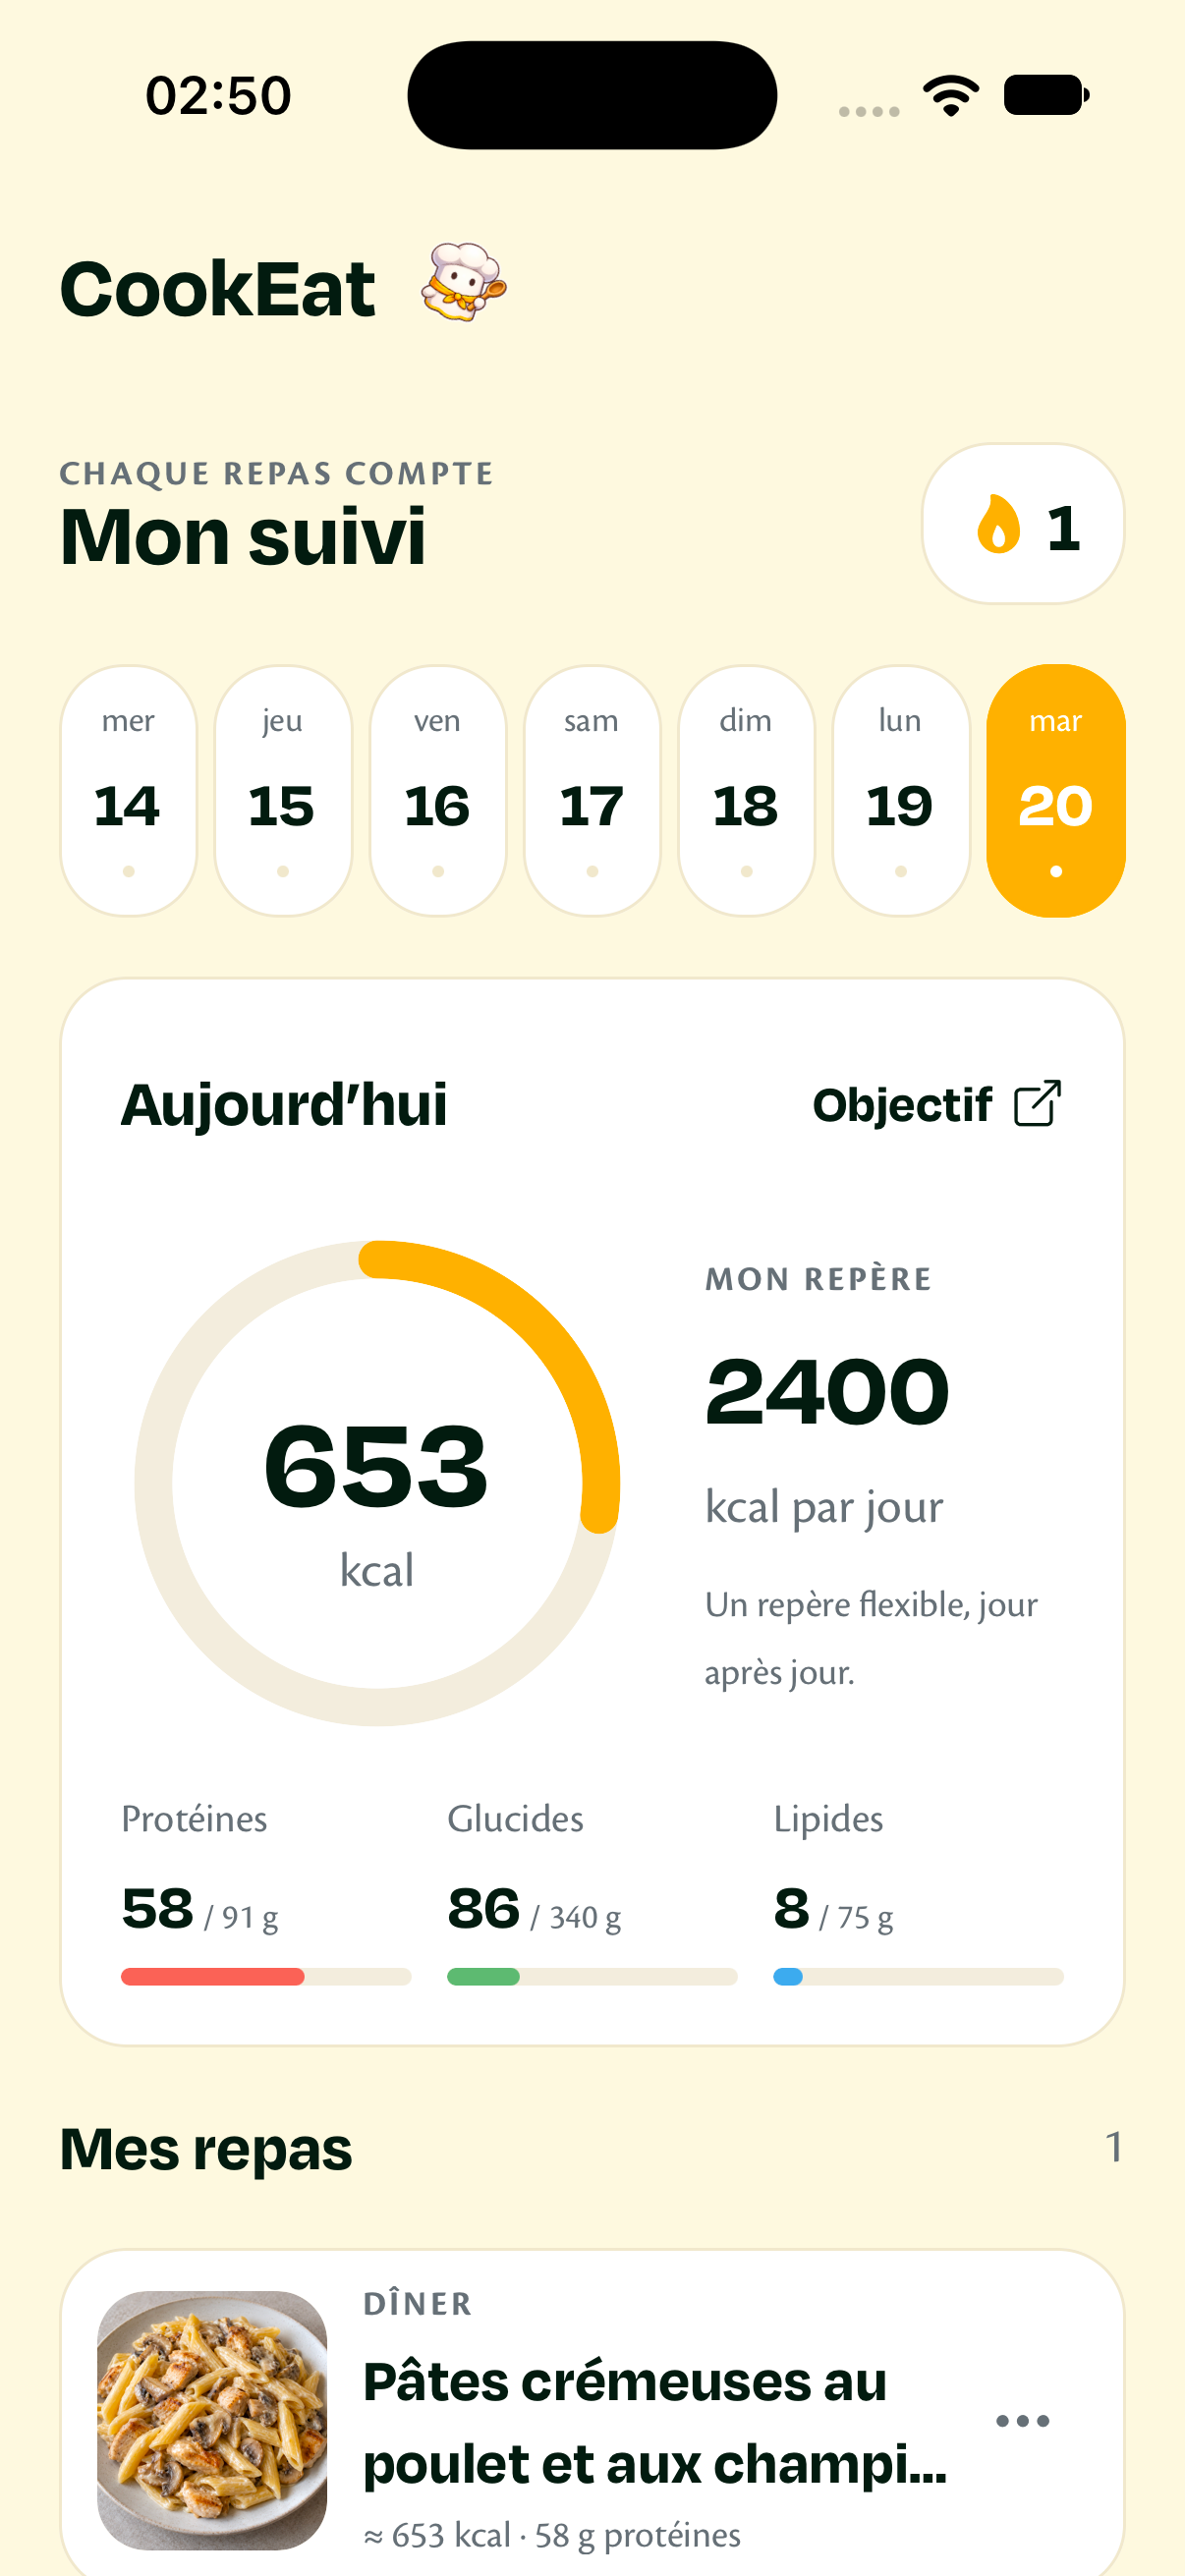 02:50
CookEat
CHAQUE REPAS COMPTE
Mon suivi
1
mer jeu ven sam dim lun mar
14 15 16 17 18 19 20
Aujourd’hui
Objectif
653
kcal
MON REPÈRE
2400
kcal par jour
Un repère flexible, jour
après jour.
Protéines
58 / 91 g
Glucides
86 / 340 g
Lipides
8 / 75 g
Mes repas
1
DÎNER
Pâtes crémeuses au
poulet et aux champi...
≈ 653 kcal · 58 g protéines